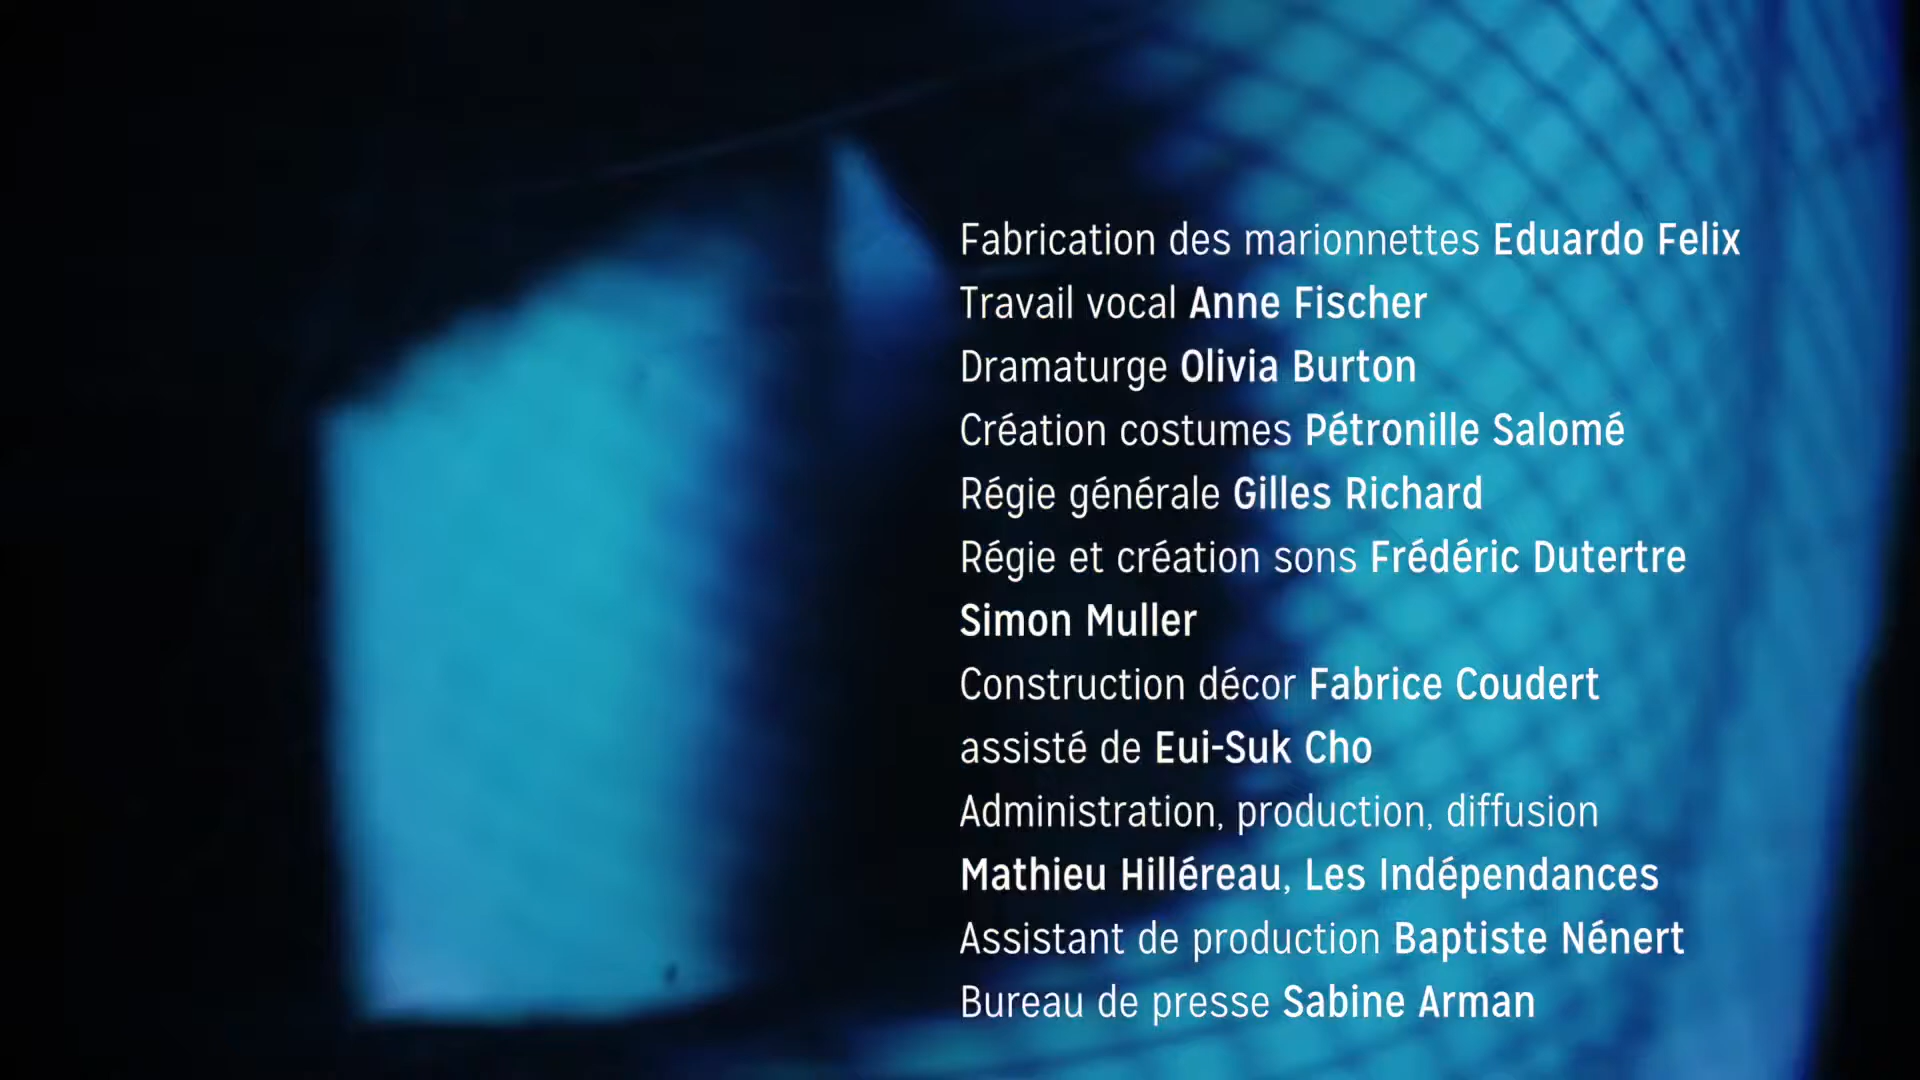 Fabrication des marionnettes Eduardo Felix
Travail vocal Anne Fischer
Dramaturge Olivia Burton
Création costumes Pétronille Salomé
Régie générale Gilles Richard
Régie et création sons Frédéric Dutertre
Simon Muller
Construction décor Fabrice Coudert
assisté de Eui-Suk Cho
Administration, production, diffusion
Mathieu Hilléreau, Les Indépendances
Assistant de production Baptiste Nénert
Bureau de presse Sabine Arman